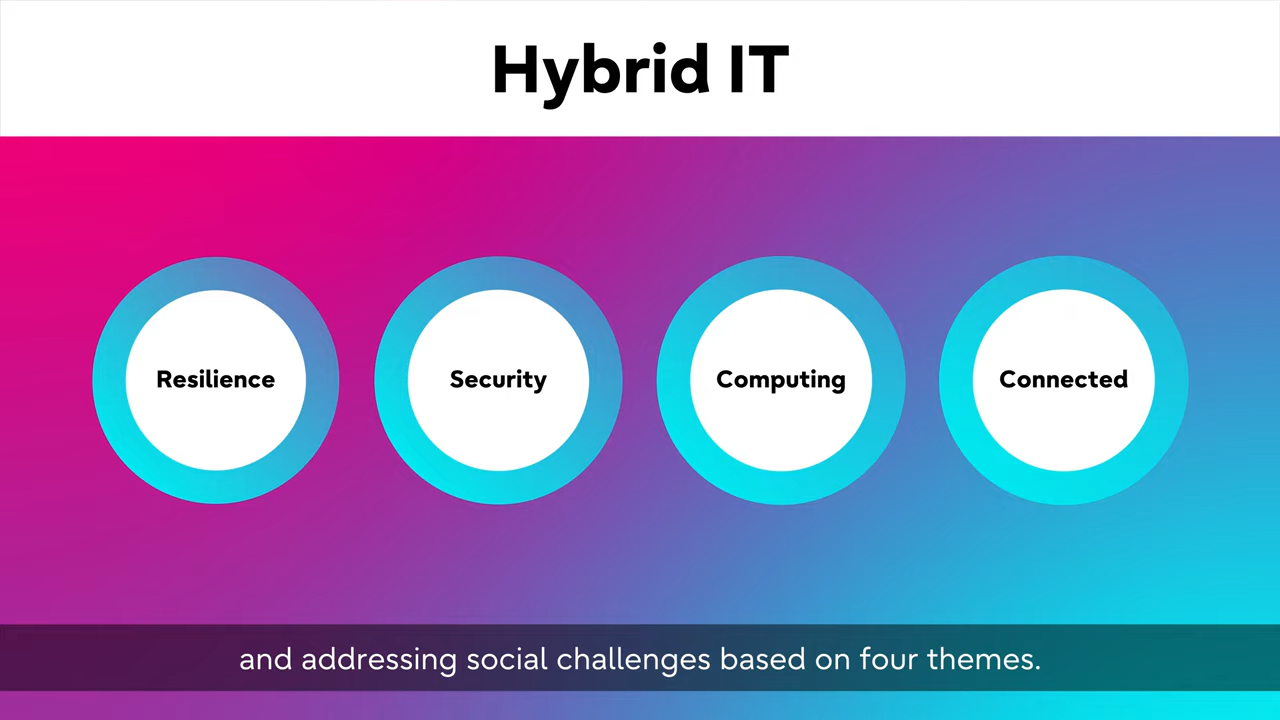 Hybrid IT
Resilience
Security
Computing
Connected
and addressing social challenges based on four themes.